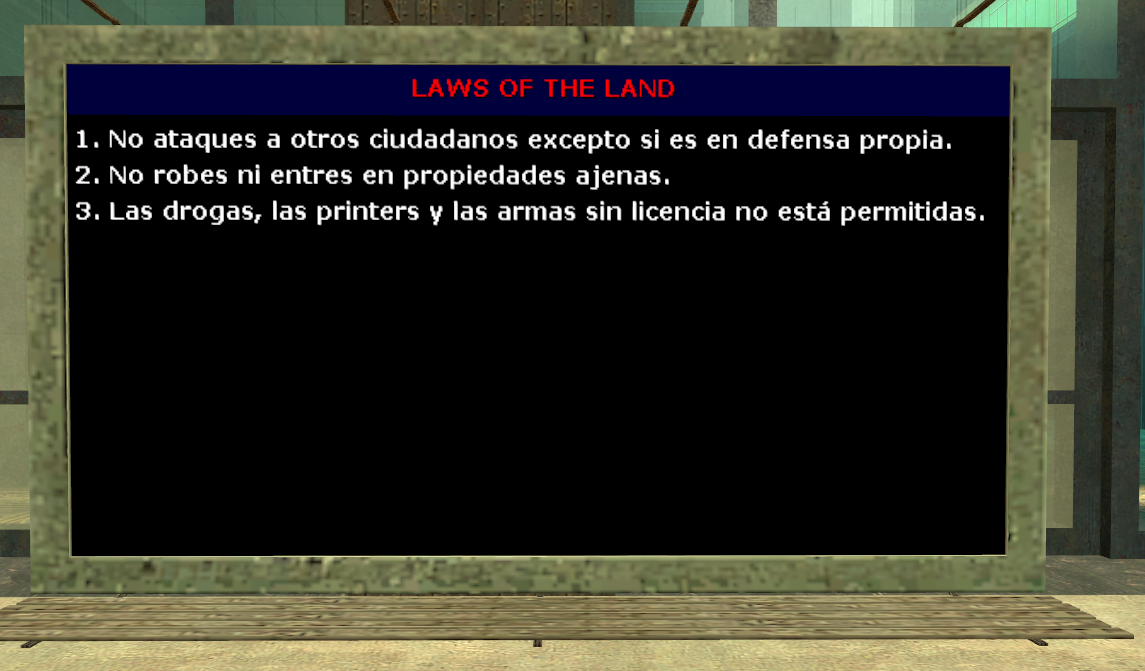 LAWS OF THE LAND
1. No ataques a otros ciudadanos excepto si es en defensa propia.
2. No robes ni entres en propiedades ajenas.
3. Las drogas, las printers y las armas sin licencia no está permitidas.